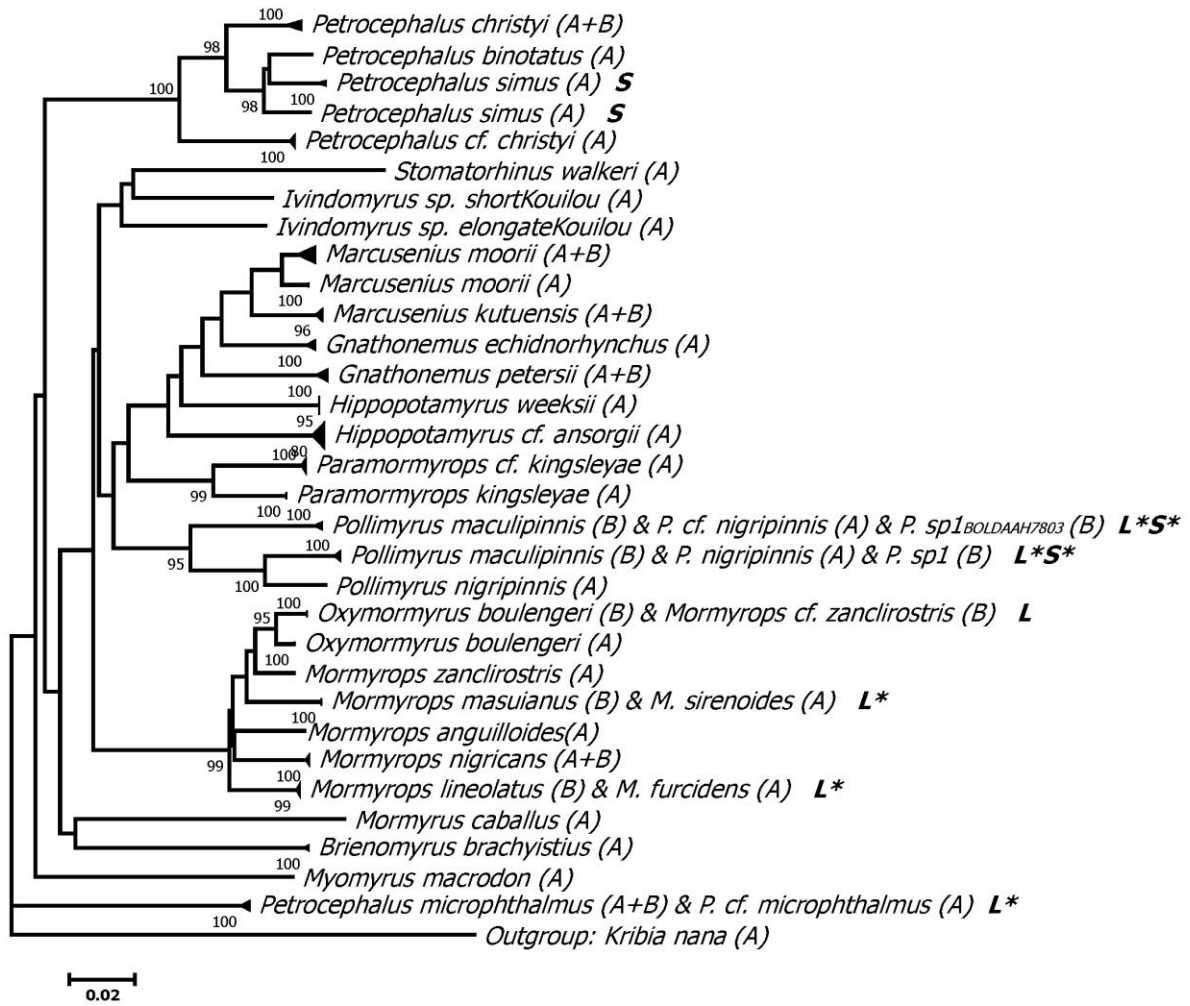 100 Petrocephalus christyi (A+B)
98
Petrocephalus binotatus (A)
Petrocephalus simus (A) S
100
98 100 Petrocephalus simus (A) S
Petrocephalus cf. christyi (A)
100 Stomatorhinus walkeri (A)
Ivindomyrus sp. shortKouilou (A)
Ivindomyrus sp. elongateKouilou (A)
Marcusenius moorii (A+B)
Marcusenius moorii (A)
100 Marcusenius kutuensis (A+B)
96 Gnathonemus echidnorhynchus (A)
100 Gnathonemus petersii (A+B)
100 Hippopotamyrus weeksii (A)
95 Hippopotamyrus cf. ansorgii (A)
100 80 Paramormyrops cf. kingsleyae (A)
99 Paramormyrops kingsleyae (A)
100 100 Pollimyrus maculipinnis (B) & P. cf. nigripinnis (A) & P. sp1BOLDAAH7803 (B) L*S*
100 Pollimyrus maculipinnis (B) & P. nigripinnis (A) & P. sp1 (B) L*S*
95
100 Pollimyrus nigripinnis (A)
95 100 Oxymormyrus boulengeri (B) & Mormyrops cf. zanclirostris (B) L
Oxymormyrus boulengeri (A)
100 Mormyrops zanclirostris (A)
Mormyrops masuianus (B) & M. sirenoides (A) L*
100 Mormyrops anguilloides(A)
Mormyrops nigricans (A+B)
99
100 Mormyrops lineolatus (B) & M. furcidens (A) L*
99 Mormyrus caballus (A)
Brienomyrus brachyistius (A)
100 Myomyrus macrodon (A)
Petrocephalus microphthalmus (A+B) & P. cf. microphthalmus (A) L*
100
Outgroup: Kribia nana (A)
0.02